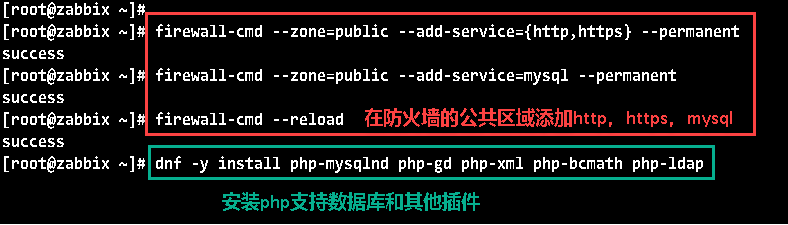 [root@zabbix ~]#
[root@zabbix ~]# firewall-cmd --zone=public --add-service={http,https} --permanent
success
[root@zabbix ~]# firewall-cmd --zone=public --add-service=mysql --permanent
success
[root@zabbix ~]# firewall-cmd --reload 在防火墙的公共区域添加http，https，mysql
success
[root@zabbix ~]# dnf -y install php-mysqlnd php-gd php-xml php-bcmath php-ldap
安装php支持数据库和其他插件